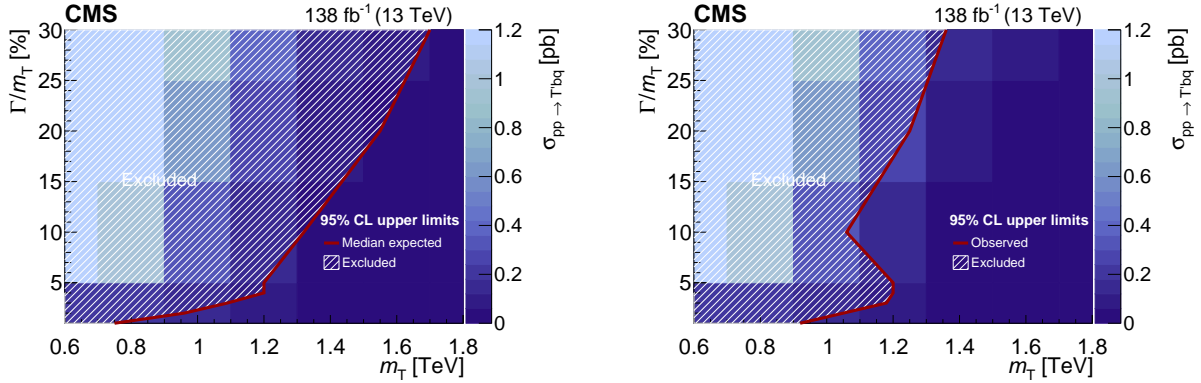 CMS 138 fb⁻¹ (13 TeV)
Γ/m_T [%]
30
25
20
15
10
5
0.6 0.8 1 1.2 1.4 1.6 1.8
m_T [TeV]
Excluded
95% CL upper limits
Median expected
Excluded
1.2
1
0.8
0.6
0.4
0.2
0
σ_pp → T'bq [pb]
CMS 138 fb⁻¹ (13 TeV)
Γ/m_T [%]
30
25
20
15
10
5
0.6 0.8 1 1.2 1.4 1.6 1.8
m_T [TeV]
Excluded
95% CL upper limits
Observed
Excluded
1.2
1
0.8
0.6
0.4
0.2
0
σ_pp → T'bq [pb]